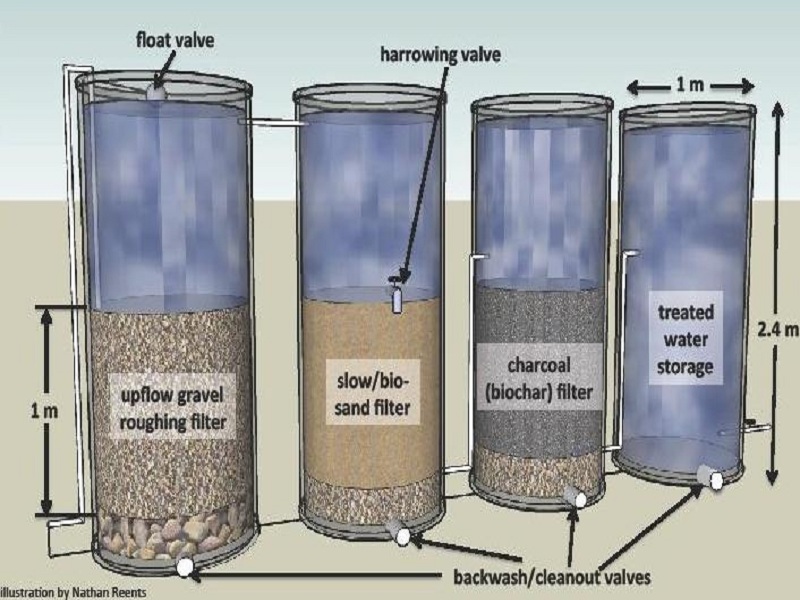 float valve
harrowing valve
1 m
1 m
2.4 m
upflow gravel
roughing filter
slow/bio-
sand filter
charcoal
(biochar) filter
treated
water
storage
backwash/cleanout valves
illustration by Nathan Reents